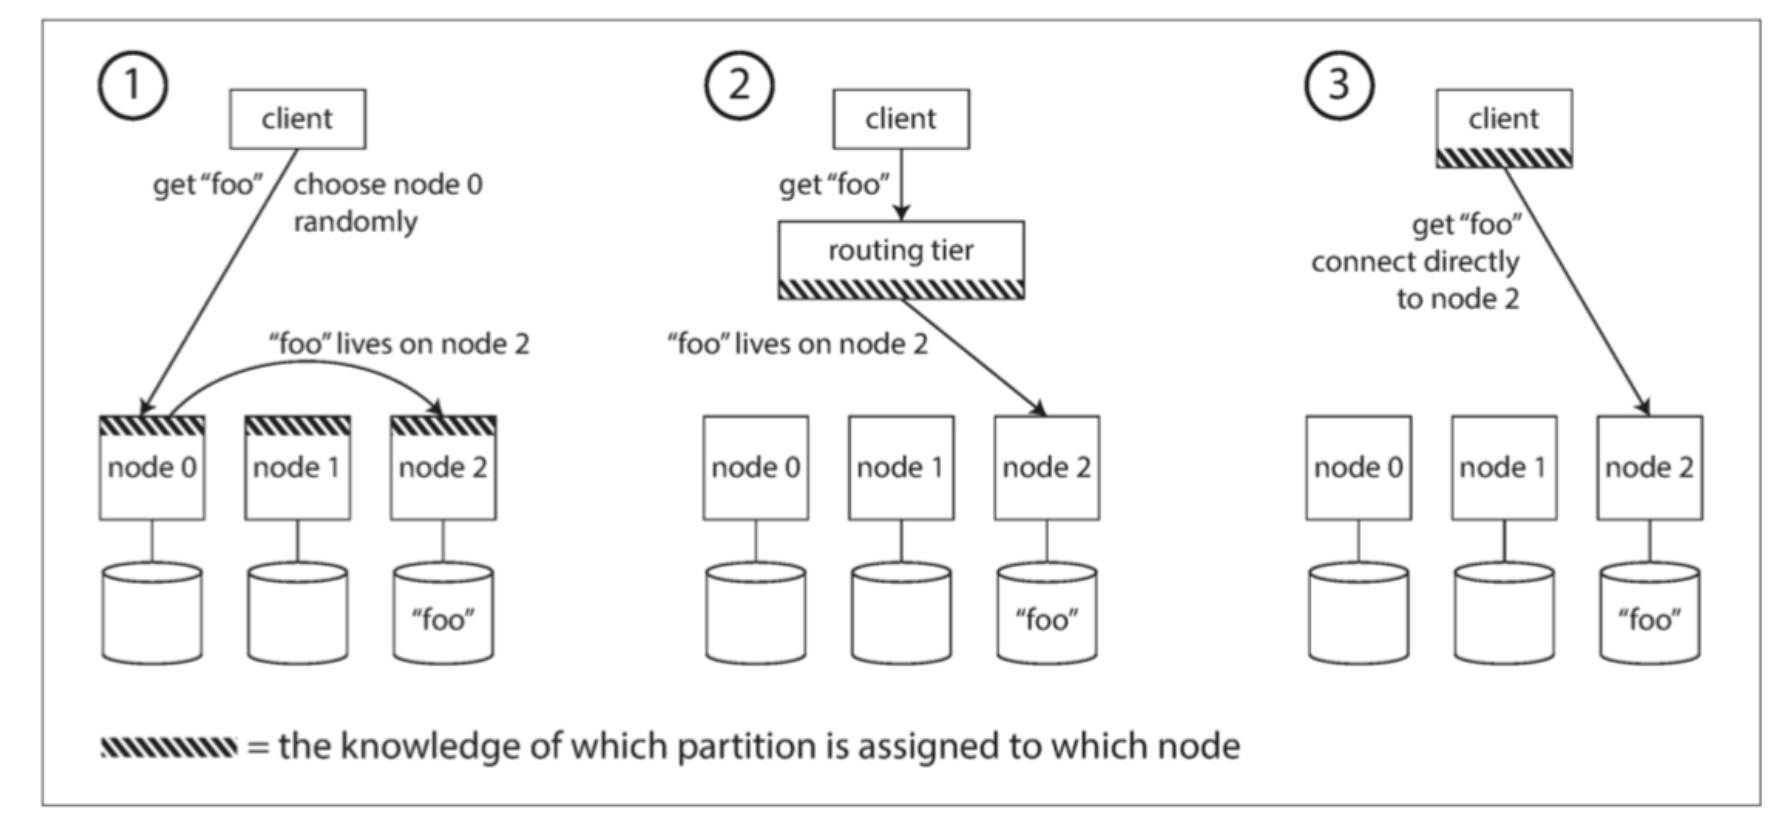 1
client
get “foo”
choose node 0
randomly
“foo” lives on node 2
node 0
node 1
node 2
“foo”
2
client
get “foo”
routing tier
“foo” lives on node 2
node 0
node 1
node 2
“foo”
3
client
get “foo”
connect directly
to node 2
node 0
node 1
node 2
“foo”
= the knowledge of which partition is assigned to which node